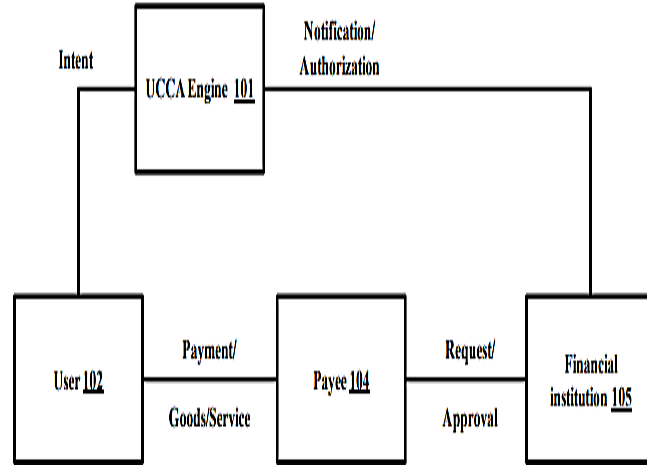 Notification/
Authorization
Intent
UCCA Engine 101
Payment/
Goods/Service
Request/
Approval
User 102
Payee 104
Financial
institution 105